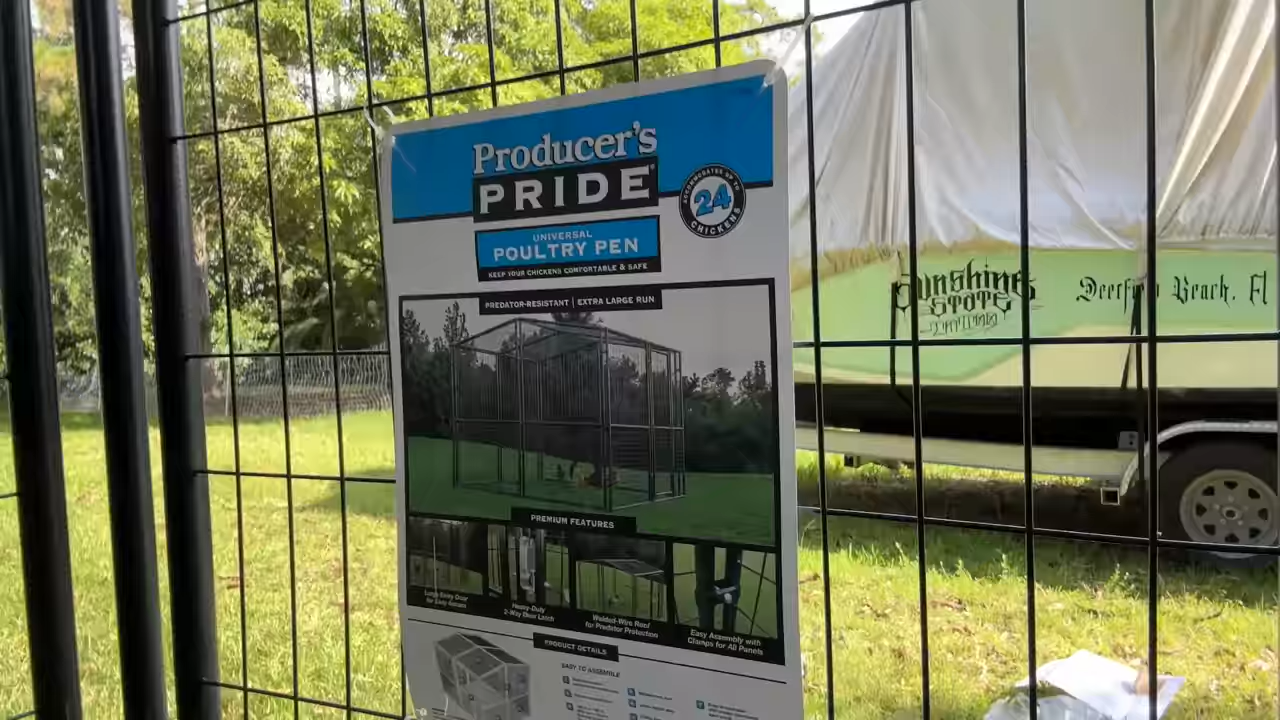 Producer's
PRIDE
ACCOMMODATES UP TO
24
CHICKENS
UNIVERSAL
POULTRY PEN
KEEP YOUR CHICKENS COMFORTABLE & SAFE
PREDATOR-RESISTANT | EXTRA LARGE RUN
PREMIUM FEATURES
Large Entry Door
for Easy Access
Heavy-Duty
2-Way Door Latch
Welded-Wire Roof
for Predator Protection
Easy Assembly with
Clamps for All Panels
PRODUCT DETAILS
EASY TO ASSEMBLE
Sunshine
STATE
Beach, Fl